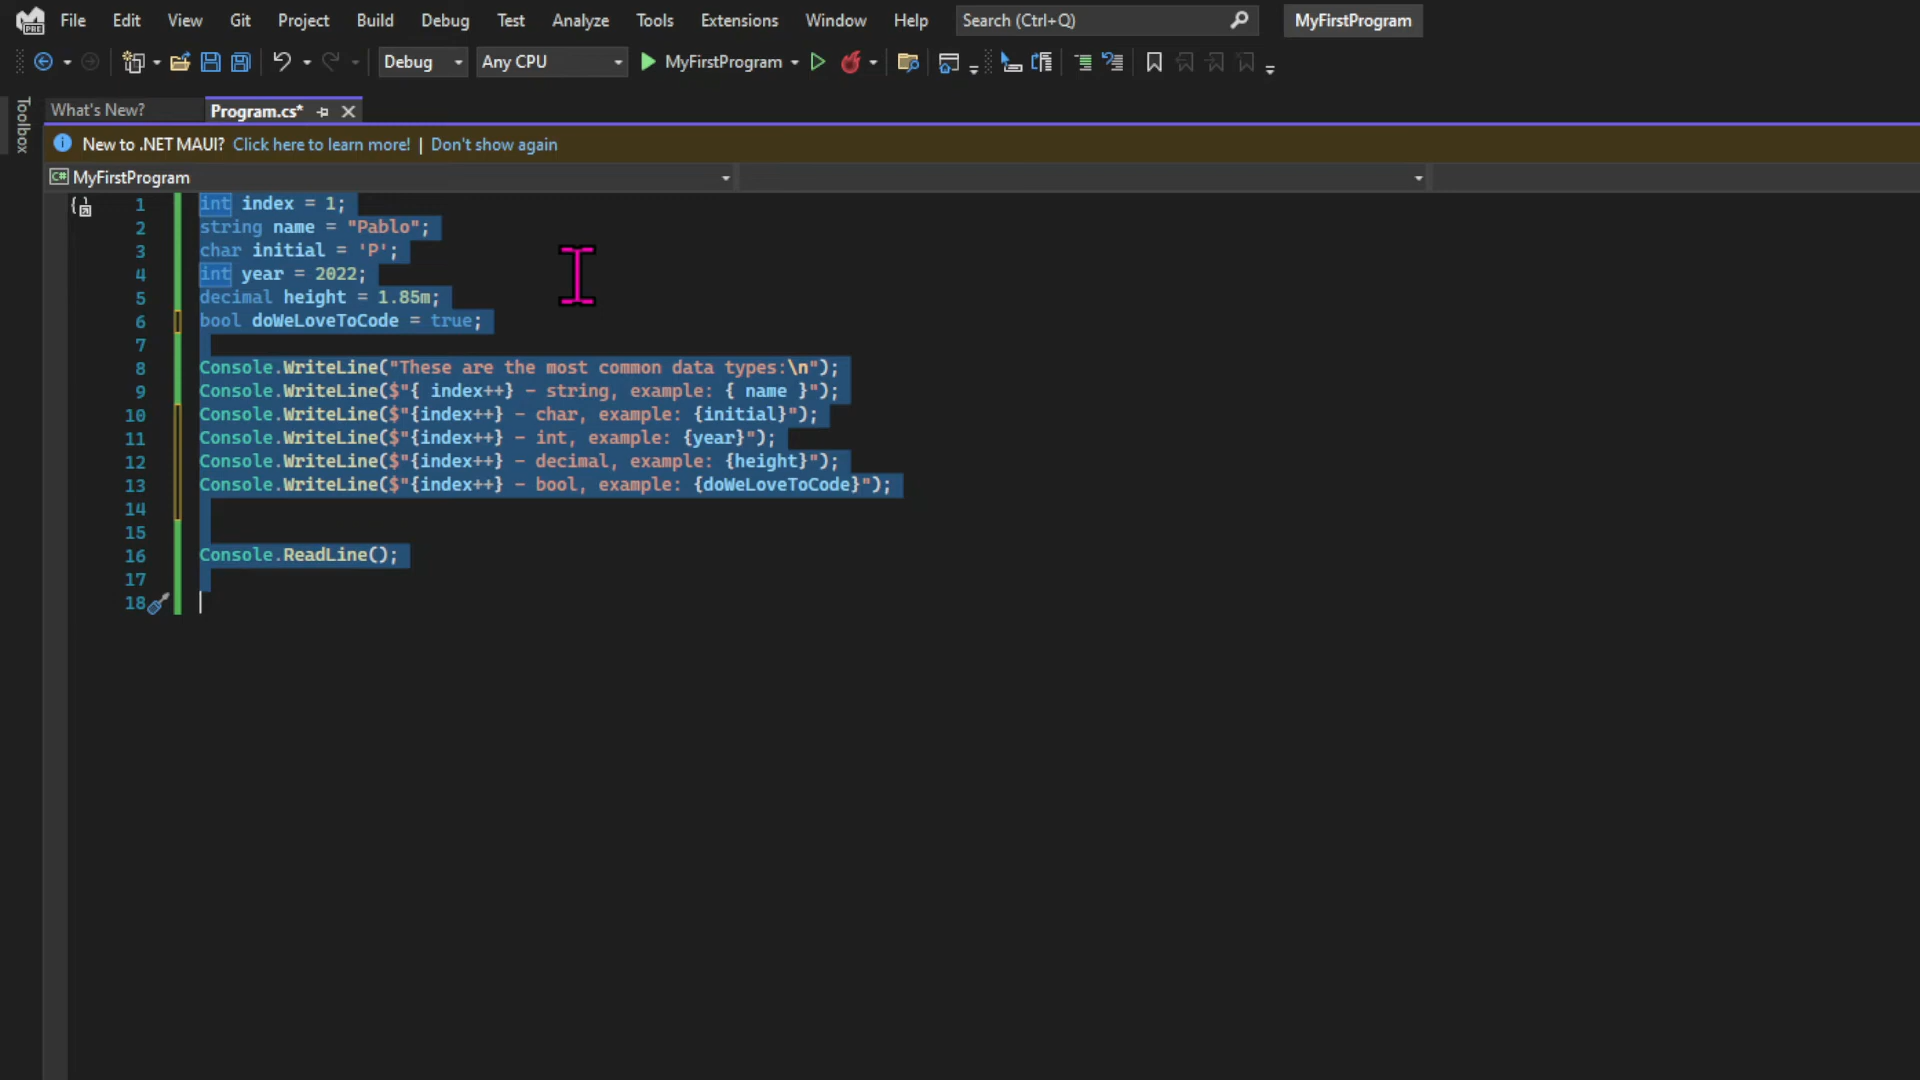 File Edit View Git Project Build Debug Test Analyze Tools Extensions Window Help Search (Ctrl+Q) MyFirstProgram
Debug Any CPU MyFirstProgram
Toolbox
What's New? Program.cs*
New to .NET MAUI? Click here to learn more! | Don't show again
C# MyFirstProgram
1 int index = 1;
2 string name = "Pablo";
3 char initial = 'P';
4 int year = 2022;
5 decimal height = 1.85m;
6 bool doWeLoveToCode = true;
7
8 Console.WriteLine("These are the most common data types:\n");
9 Console.WriteLine($"{ index++} - string, example: { name }");
10 Console.WriteLine($"{index++} - char, example: {initial}");
11 Console.WriteLine($"{index++} - int, example: {year}");
12 Console.WriteLine($"{index++} - decimal, example: {height}");
13 Console.WriteLine($"{index++} - bool, example: {doWeLoveToCode}");
14
15
16 Console.ReadLine();
17
18